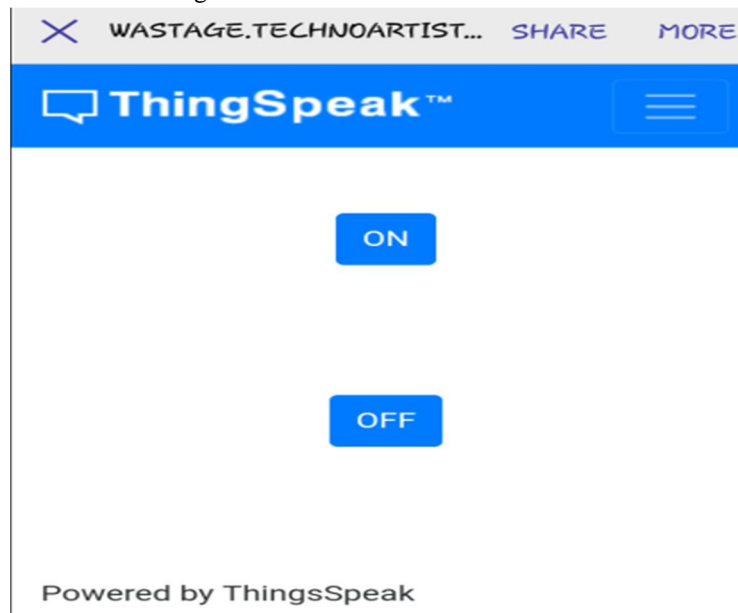 WASTAGE.TECHNOARTIST... SHARE MORE
ThingSpeak™
ON
OFF
Powered by ThingsSpeak